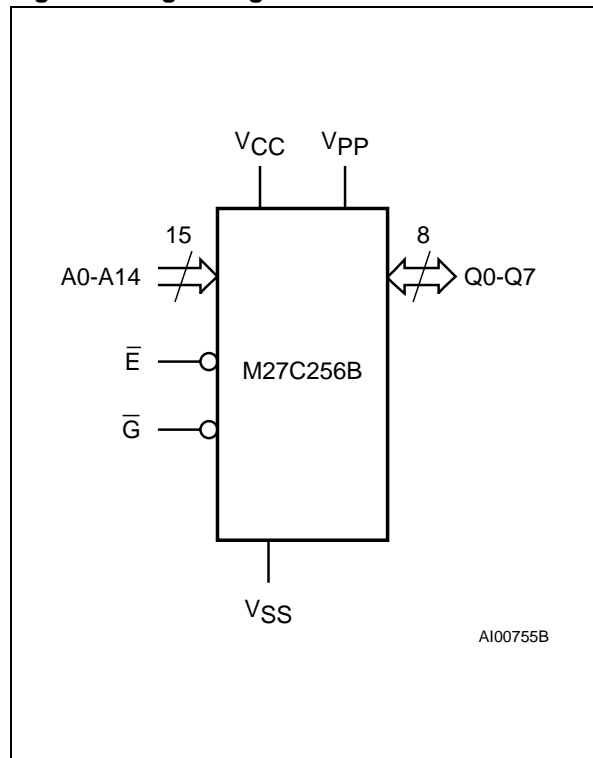 VCC VPP
15 8
A0-A14 Q0-Q7
E̅ M27C256B
G̅
VSS
AI00755B